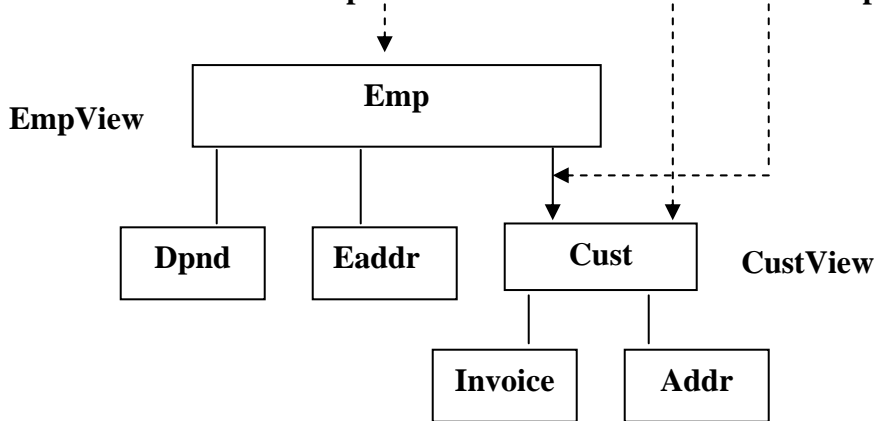 Emp
EmpView
Dpnd
Eaddr
Cust
CustView
Invoice
Addr